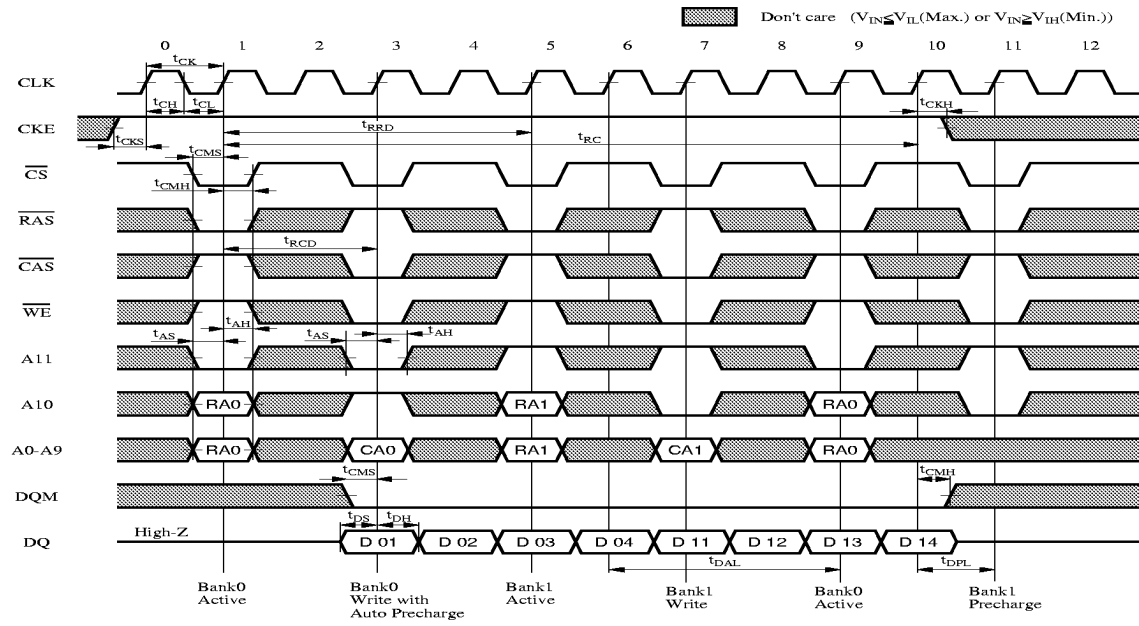 Don't care (VIN≦VIL(Max.) or VIN≧VIH(Min.))
0 1 2 3 4 5 6 7 8 9 10 11 12
tCK
CLK
tCH tCL tCKH
CKE
tCKS tRRD
tRC
tCMS
CS
tCMH
RAS
tRCD
CAS
WE
tAS tAH tAS tAH
A11
A10 RA0 RA1 RA0
A0-A9 RA0 CA0 RA1 CA1 RA0
tCMS tCMH
DQM
tDS tDH
High-Z
DQ D 01 D 02 D 03 D 04 D 11 D 12 D 13 D 14
tDAL tDPL
Bank0 Active
Bank0 Write with Auto Precharge
Bank1 Active
Bank1 Write
Bank0 Active
Bank1 Precharge